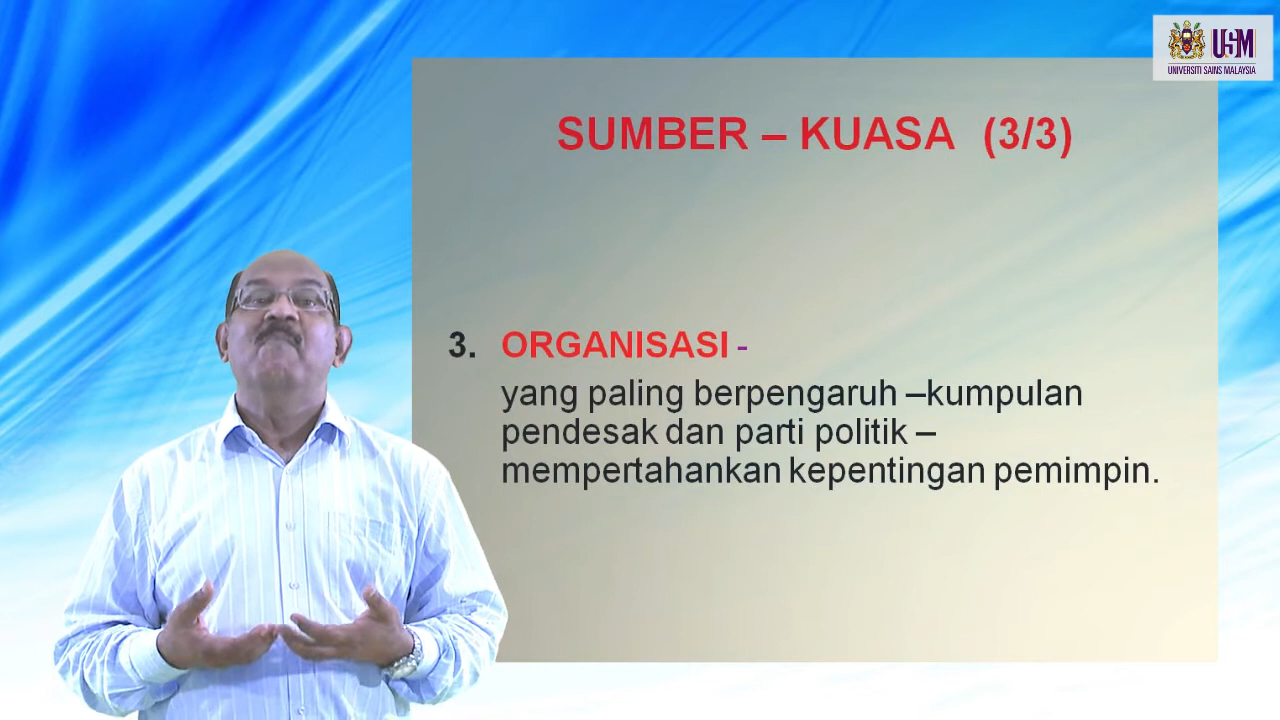 USM
UNIVERSITI SAINS MALAYSIA
SUMBER – KUASA (3/3)
3. ORGANISASI -
yang paling berpengaruh –kumpulan
pendesak dan parti politik –
mempertahankan kepentingan pemimpin.